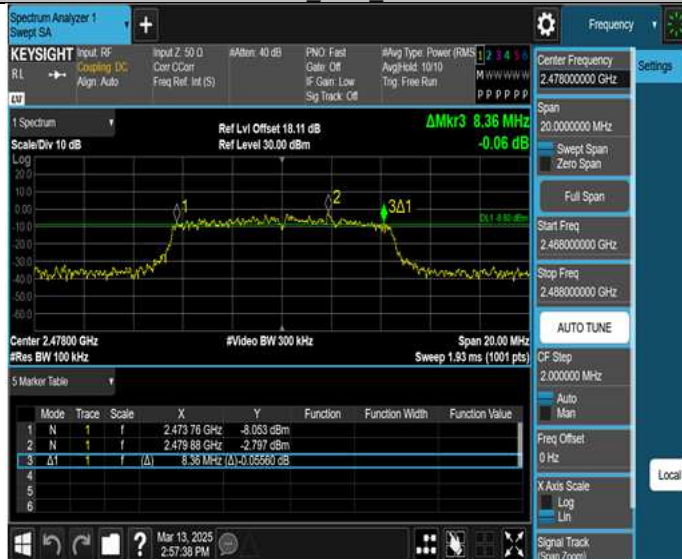 Spectrum Analyzer 1
Swept SA
+
Frequency
KEYSIGHT
RL
Input: RF
Coupling: DC
Align: Auto
Input Z: 50 Ω
Corr CCorr
Freq Ref: Int (S)
#Atten: 40 dB
PNO: Fast
Gate: Off
IF Gain: Low
Sig Track: Off
#Avg Type: Power (RMS
Avg|Hold: 10/10
Trig: Free Run
1 2 3 4 5 6
M W W W W W
P P P P P P
LXI
1 Spectrum
Scale/Div 10 dB
Ref Lvl Offset 18.11 dB
Ref Level 30.00 dBm
ΔMkr3 8.36 MHz
-0.06 dB
Log
20.0
10.0
0.00
-10.0
-20.0
-30.0
-40.0
-50.0
-60.0
1
2
3Δ1
DL1 -8.80 dBm
Center 2.47800 GHz
#Video BW 300 kHz
Span 20.00 MHz
#Res BW 100 kHz
Sweep 1.93 ms (1001 pts)
5 Marker Table
Mode Trace Scale X Y Function Function Width Function Value
1 N 1 f 2.473 76 GHz -8.053 dBm
2 N 1 f 2.479 88 GHz -2.797 dBm
3 Δ1 1 f (Δ) 8.36 MHz (Δ) -0.05560 dB
4
5
6
Mar 13, 2025
2:57:38 PM
Center Frequency
2.478000000 GHz
Settings
Span
20.0000000 MHz
Swept Span
Zero Span
Full Span
Start Freq
2.468000000 GHz
Stop Freq
2.488000000 GHz
AUTO TUNE
CF Step
2.000000 MHz
Auto
Man
Freq Offset
0 Hz
Local
X Axis Scale
Log
Lin
Signal Track
(Span Zoom)